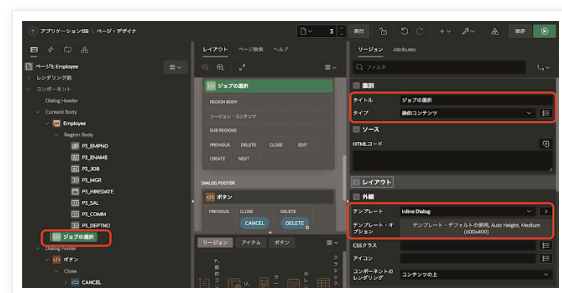 アプリケーション138 \ ページ・デザイナ
3
実行
保存
ページ3: Employee
レンダリング前
コンポーネント
Dialog Header
Content Body
Employee
Region Body
P3_EMPNO
P3_ENAME
P3_JOB
P3_MGR
P3_HIREDATE
P3_SAL
P3_COMM
P3_DEPTNO
ジョブの選択
Dialog Footer
ボタン
Close
CANCEL
レイアウト
ページ検索
ヘルプ
ジョブの選択
REGION BODY
リージョン・コンテンツ
SUB REGIONS
PREVIOUS
DELETE
CLOSE
EDIT
CREATE
NEXT
DIALOG FOOTER
ボタン
PREVIOUS
CLOSE
DELETE
CANCEL
DELETE
リージョン
アイテム
ボタン
リージョン
Attributes
フィルタ
識別
タイトル
ジョブの選択
タイプ
静的コンテンツ
ソース
HTMLコード
レイアウト
外観
テンプレート
Inline Dialog
テンプレート・オプション
テンプレート・デフォルトの使用, Auto Height, Medium (600x400)
CSSクラス
アイコン
コンポーネントのレンダリング
コンテンツの上